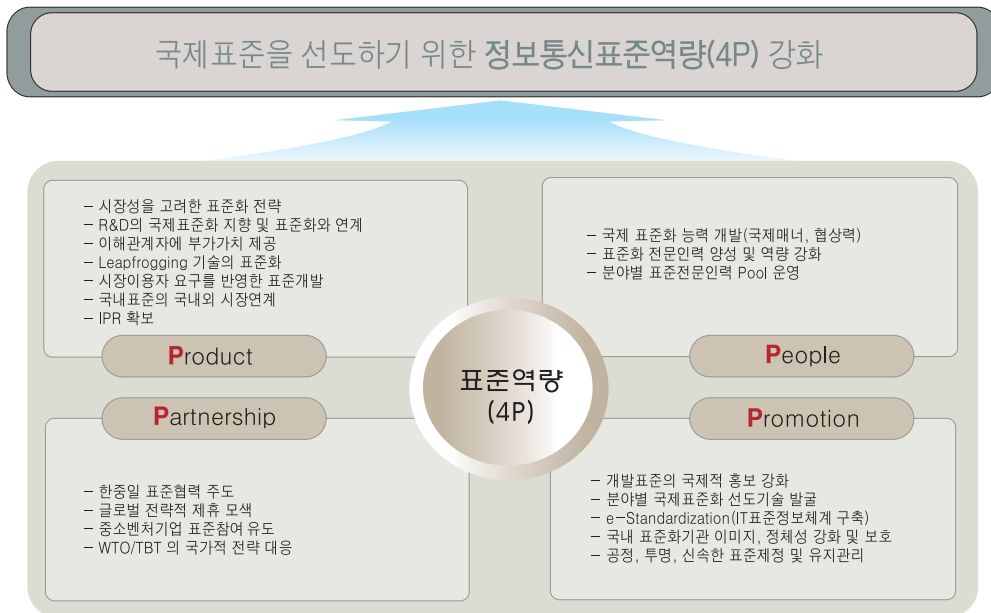 국제표준을 선도하기 위한 정보통신표준역량(4P) 강화
– 시장성을 고려한 표준화 전략
– R&D의 국제표준화 지향 및 표준화와 연계
– 이해관계자에 부가가치 제공
– Leapfrogging 기술의 표준화
– 시장이용자 요구를 반영한 표준개발
– 국내표준의 국내외 시장연계
– IPR 확보
Product
– 국제 표준화 능력 개발(국제매너, 협상력)
– 표준화 전문인력 양성 및 역량 강화
– 분야별 표준전문인력 Pool 운영
People
표준역량
(4P)
Partnership
– 한중일 표준협력 주도
– 글로벌 전략적 제휴 모색
– 중소벤처기업 표준참여 유도
– WTO/TBT 의 국가적 전략 대응
Promotion
– 개발표준의 국제적 홍보 강화
– 분야별 국제표준화 선도기술 발굴
– e–Standardization(IT표준정보체계 구축)
– 국내 표준화기관 이미지, 정체성 강화 및 보호
– 공정, 투명, 신속한 표준제정 및 유지관리